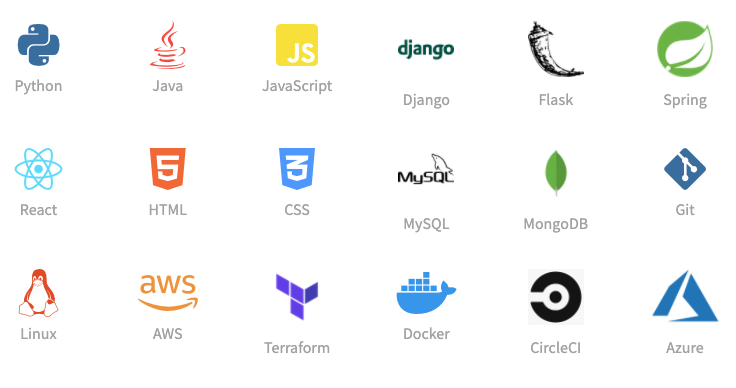 Python
Java
JS
JavaScript
django
Django
Flask
Spring
React
5
HTML
3
CSS
MySQL
MySQL
MongoDB
Git
Linux
aws
AWS
Terraform
Docker
CircleCI
Azure